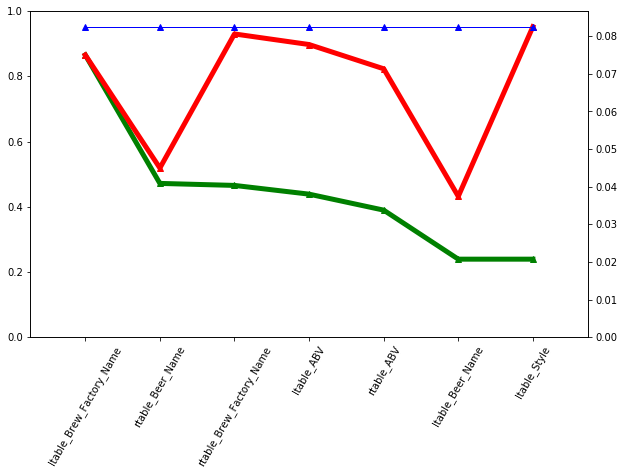 1.0
0.8
0.6
0.4
0.2
0.0
0.08
0.07
0.06
0.05
0.04
0.03
0.02
0.01
0.00
ltable_Brew_Factory_Name
rtable_Beer_Name
rtable_Brew_Factory_Name
ltable_ABV
rtable_ABV
ltable_Beer_Name
ltable_Style